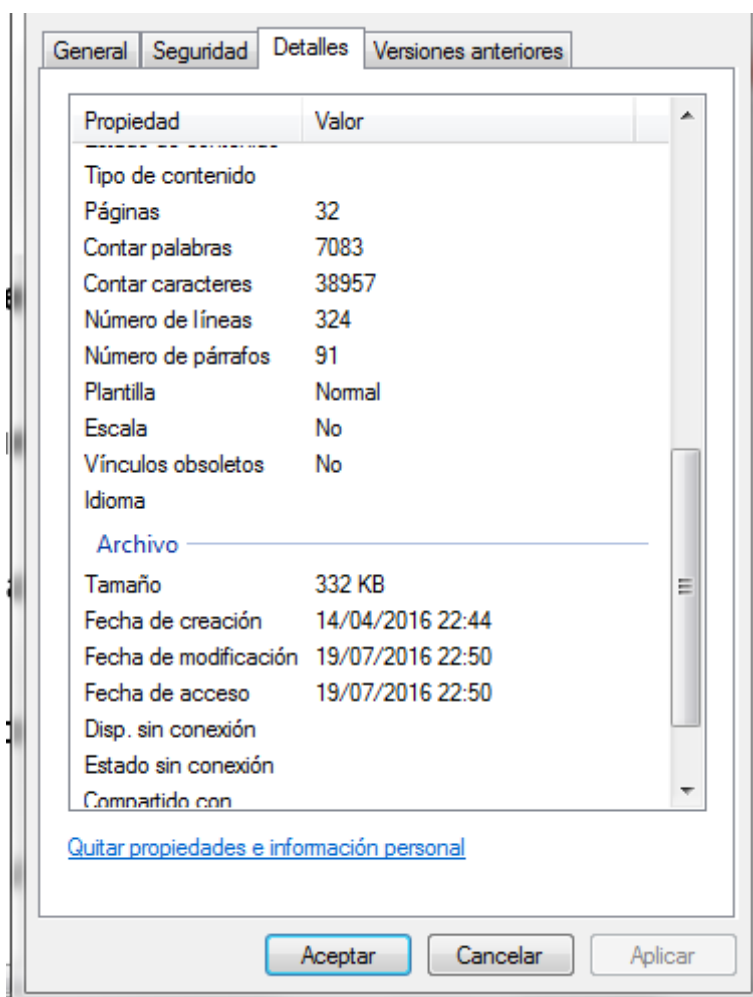 General Seguridad Detalles Versiones anteriores
Propiedad Valor
Tipo de contenido
Páginas 32
Contar palabras 7083
Contar caracteres 38957
Número de líneas 324
Número de párrafos 91
Plantilla Normal
Escala No
Vínculos obsoletos No
Idioma
Archivo
Tamaño 332 KB
Fecha de creación 14/04/2016 22:44
Fecha de modificación 19/07/2016 22:50
Fecha de acceso 19/07/2016 22:50
Disp. sin conexión
Estado sin conexión
Compartido con
Quitar propiedades e información personal
Aceptar Cancelar Aplicar